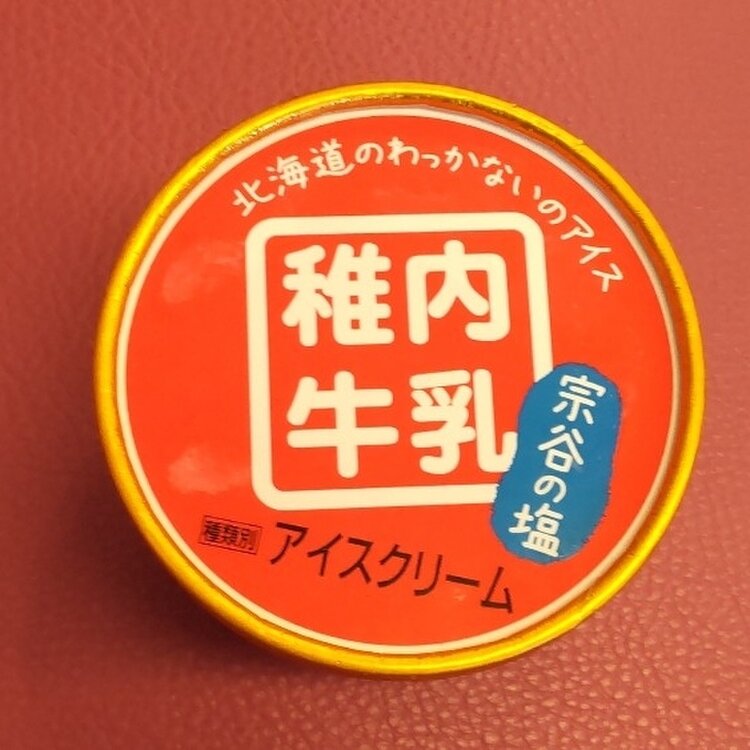 北海道のわっかないのアイス
稚内
牛乳
宗谷の塩
種類別 アイスクリーム